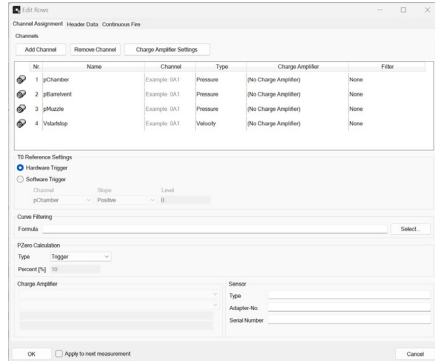 Edit Rows
Channel Assignment Header Data Continuous Fire
Channels
Add Channel Remove Channel Charge Amplifier Settings
Nr. Name Channel Type Charge Amplifier Filter
1 pChamber Example: 0A1 Pressure (No Charge Amplifier) None
2 pBarrelvent Example: 0A1 Pressure (No Charge Amplifier) None
3 pMuzzle Example: 0A1 Pressure (No Charge Amplifier) None
4 Vstartstop Example: 0A1 Velocity (No Charge Amplifier) None
T0 Reference Settings
Hardware Trigger
Software Trigger
Channel Slope Level
pChamber Positive 0
Curve Filtering
Formula Select...
PZero Calculation
Type Trigger
Percent [%] 10
Charge Amplifier Sensor
Type
Adapter-No.
Serial Number
OK Apply to next measurement Cancel